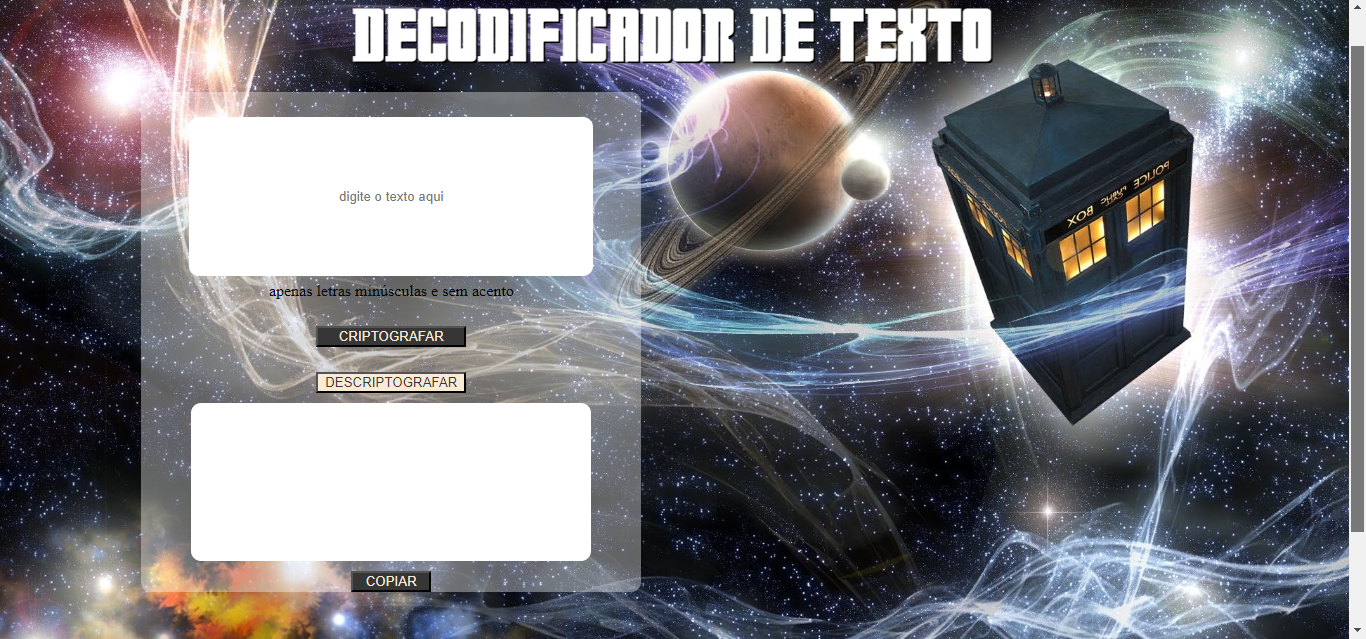 DECODIFICADOR DE TEXTO
digite o texto aqui
apenas letras minúsculas e sem acento
CRIPTOGRAFAR
DESCRIPTOGRAFAR
COPIAR
POLICE PUBLIC CALL BOX